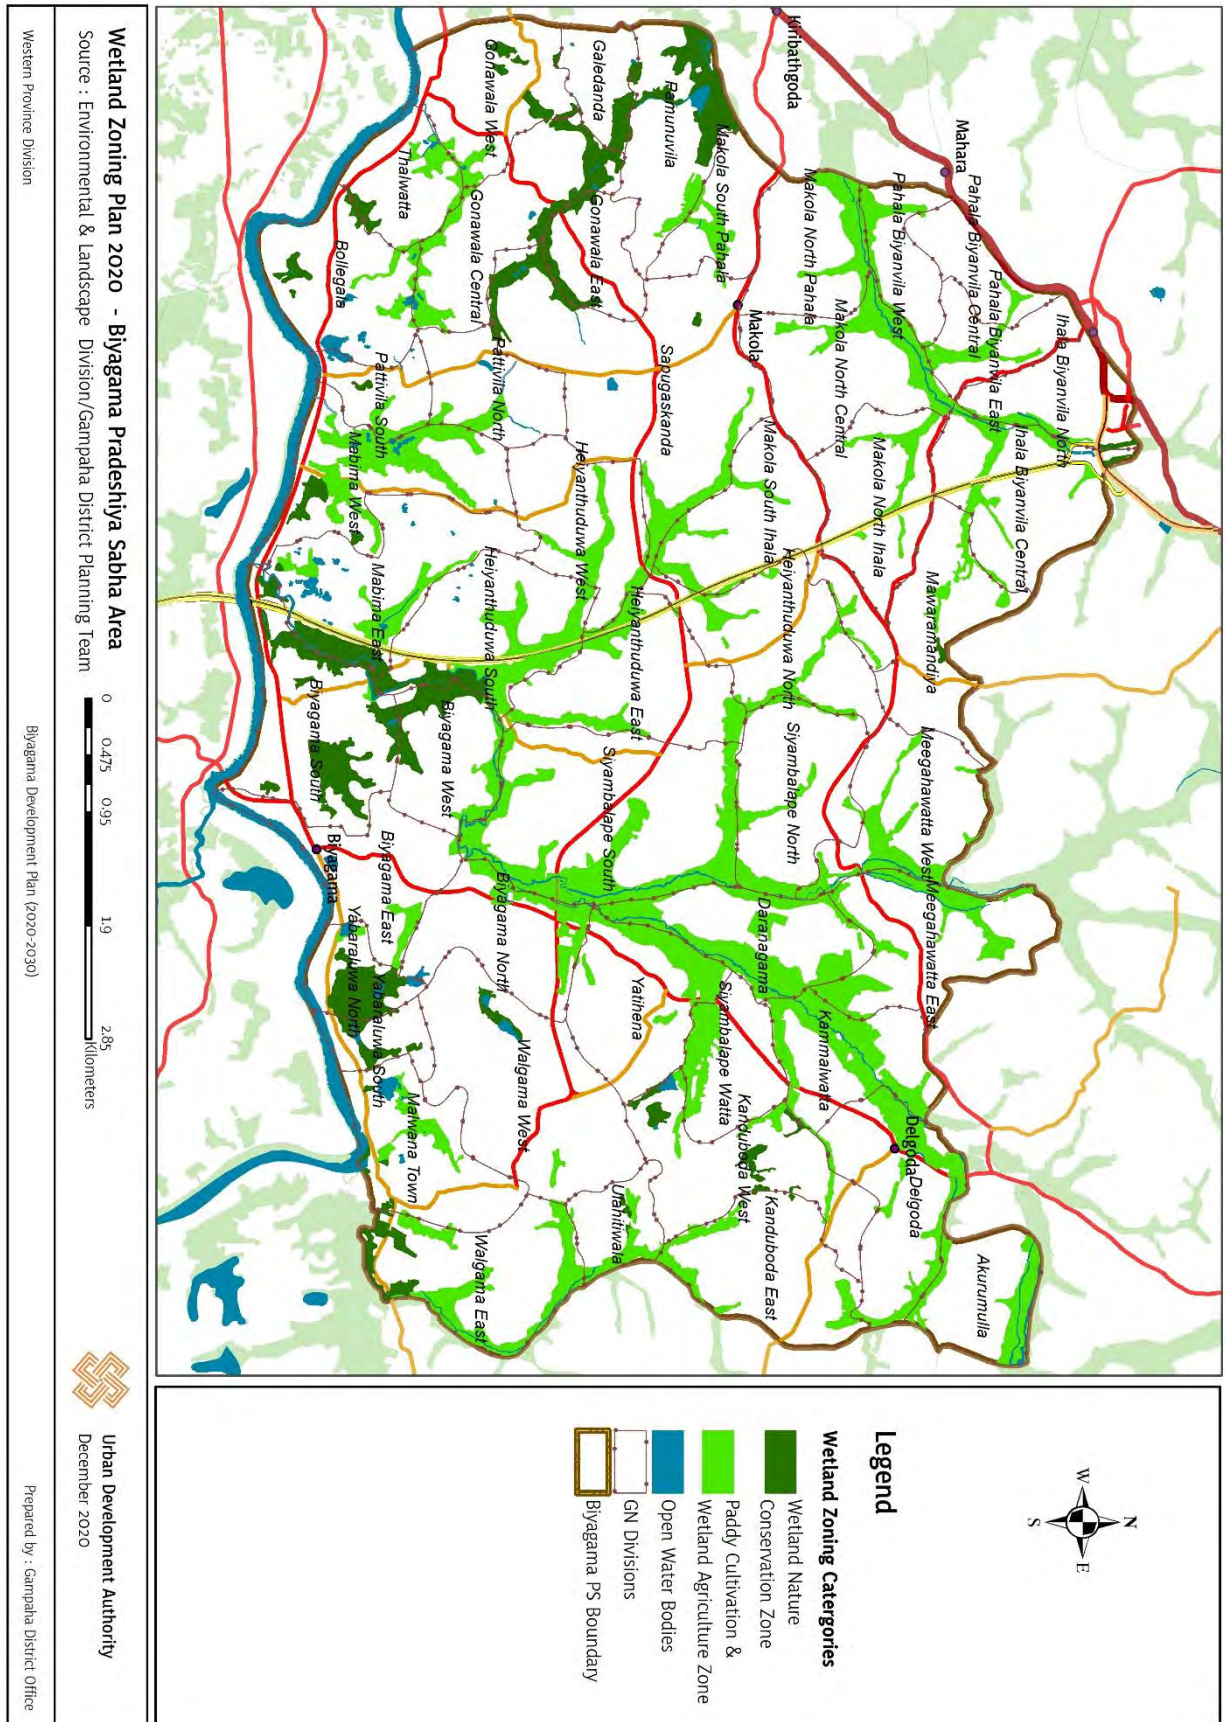 Kiribathgoda
Mahara
Pahala Biyanvila Central
Pahala Biyanvila East
Ihala Biyanvila North
Ihala Biyanvila Central
Pahala Biyanvila West
Makola North Pahala
Makola North Central
Makola North Ihala
Mawaramandiya
Meegahawatta West
Meegahawatta East
Makola South Pahala
Makola
Makola South Ihala
Heiyanthuduwa North
Siyambalape North
Daranagama
Kammalwatta
Delgoda
Delgoda
Akurumulla
Ramunuvila
Galedanda
Gonawala West
Gonawala East
Gonawala Central
Sapugaskanda
Heiyanthuduwa West
Heiyanthuduwa East
Heiyanthuduwa South
Siyambalape South
Siyambalape Watta
Kanduboda West
Kanduboda East
Yatihena
Ulahitiwala
Thalwatta
Bollegala
Pattivila North
Pattivila South
Mabima West
Mabima East
Biyagama West
Biyagama South
Biyagama
Biyagama East
Biyagama North
Yabaraluwa North
Yabaraluwa South
Walgama West
Malwana Town
Walgama East
N
W
E
S
Legend
Wetland Zoning Catergories
Wetland Nature
Conservation Zone
Paddy Cultivation &
Wetland Agriculture Zone
Open Water Bodies
GN Divisions
Biyagama PS Boundary
Wetland Zoning Plan 2020 - Biyagama Pradeshiya Sabha Area
Source : Environmental & Landscape Division/Gampaha District Planning Team
0 0.475 0.95 1.9 2.85
Kilometers
Urban Development Authority
December 2020
Western Province Division
Biyagama Development Plan (2020-2030)
Prepared by : Gampaha District Office